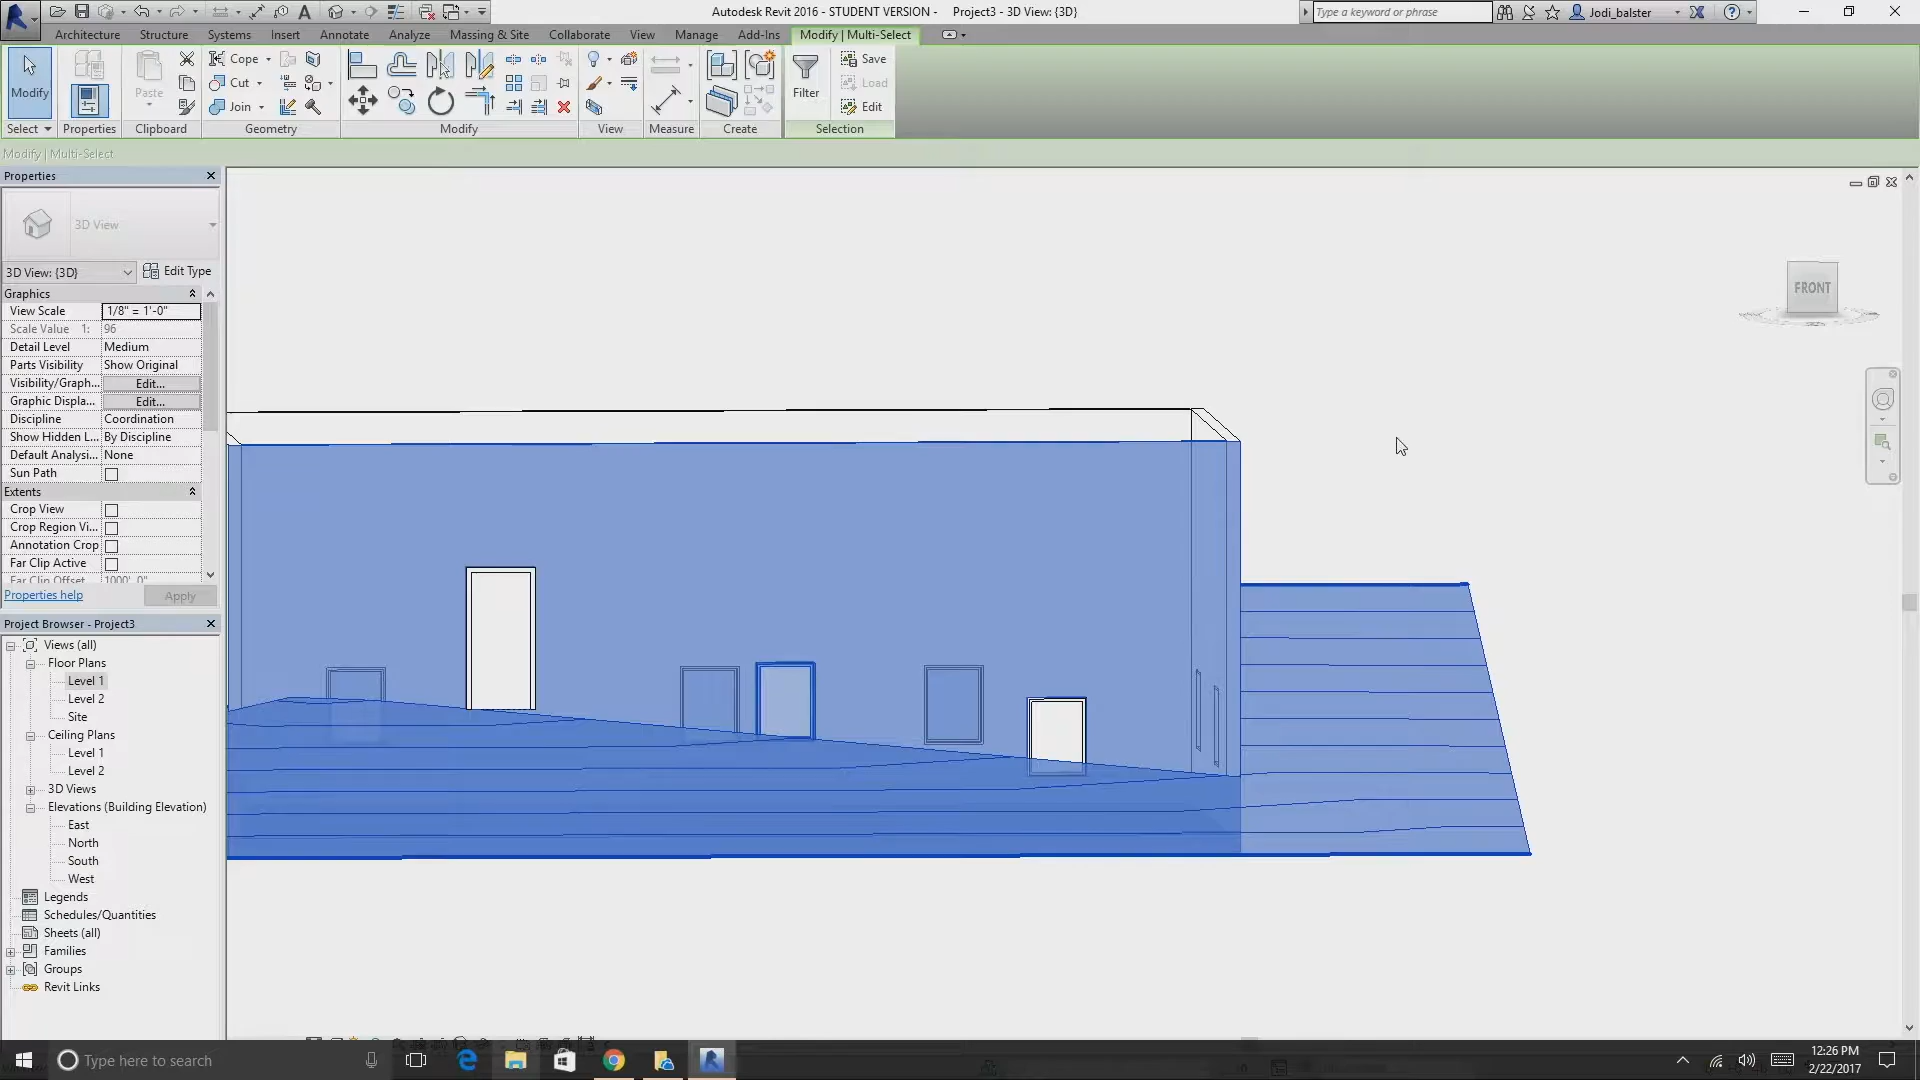 Autodesk Revit 2016 - STUDENT VERSION - Project3 - 3D View: {3D}
Type a keyword or phrase
Jodi_balster
Architecture Structure Systems Insert Annotate Analyze Massing & Site Collaborate View Manage Add-Ins Modify | Multi-Select
Modify
Paste
Cope
Cut
Join
Filter
Save
Load
Edit
Select Properties Clipboard Geometry Modify View Measure Create Selection
Modify | Multi-Select
Properties
3D View
3D View: {3D} Edit Type
Graphics
View Scale 1/8" = 1'-0"
Scale Value 1: 96
Detail Level Medium
Parts Visibility Show Original
Visibility/Graph... Edit...
Graphic Displa... Edit...
Discipline Coordination
Show Hidden L... By Discipline
Default Analysi... None
Sun Path
Extents
Crop View
Crop Region Vi...
Annotation Crop
Far Clip Active
Far Clip Offset 1000' 0"
Properties help Apply
Project Browser - Project3
Views (all)
Floor Plans
Level 1
Level 2
Site
Ceiling Plans
Level 1
Level 2
3D Views
Elevations (Building Elevation)
East
North
South
West
Legends
Schedules/Quantities
Sheets (all)
Families
Groups
Revit Links
FRONT
Type here to search
12:26 PM
2/22/2017